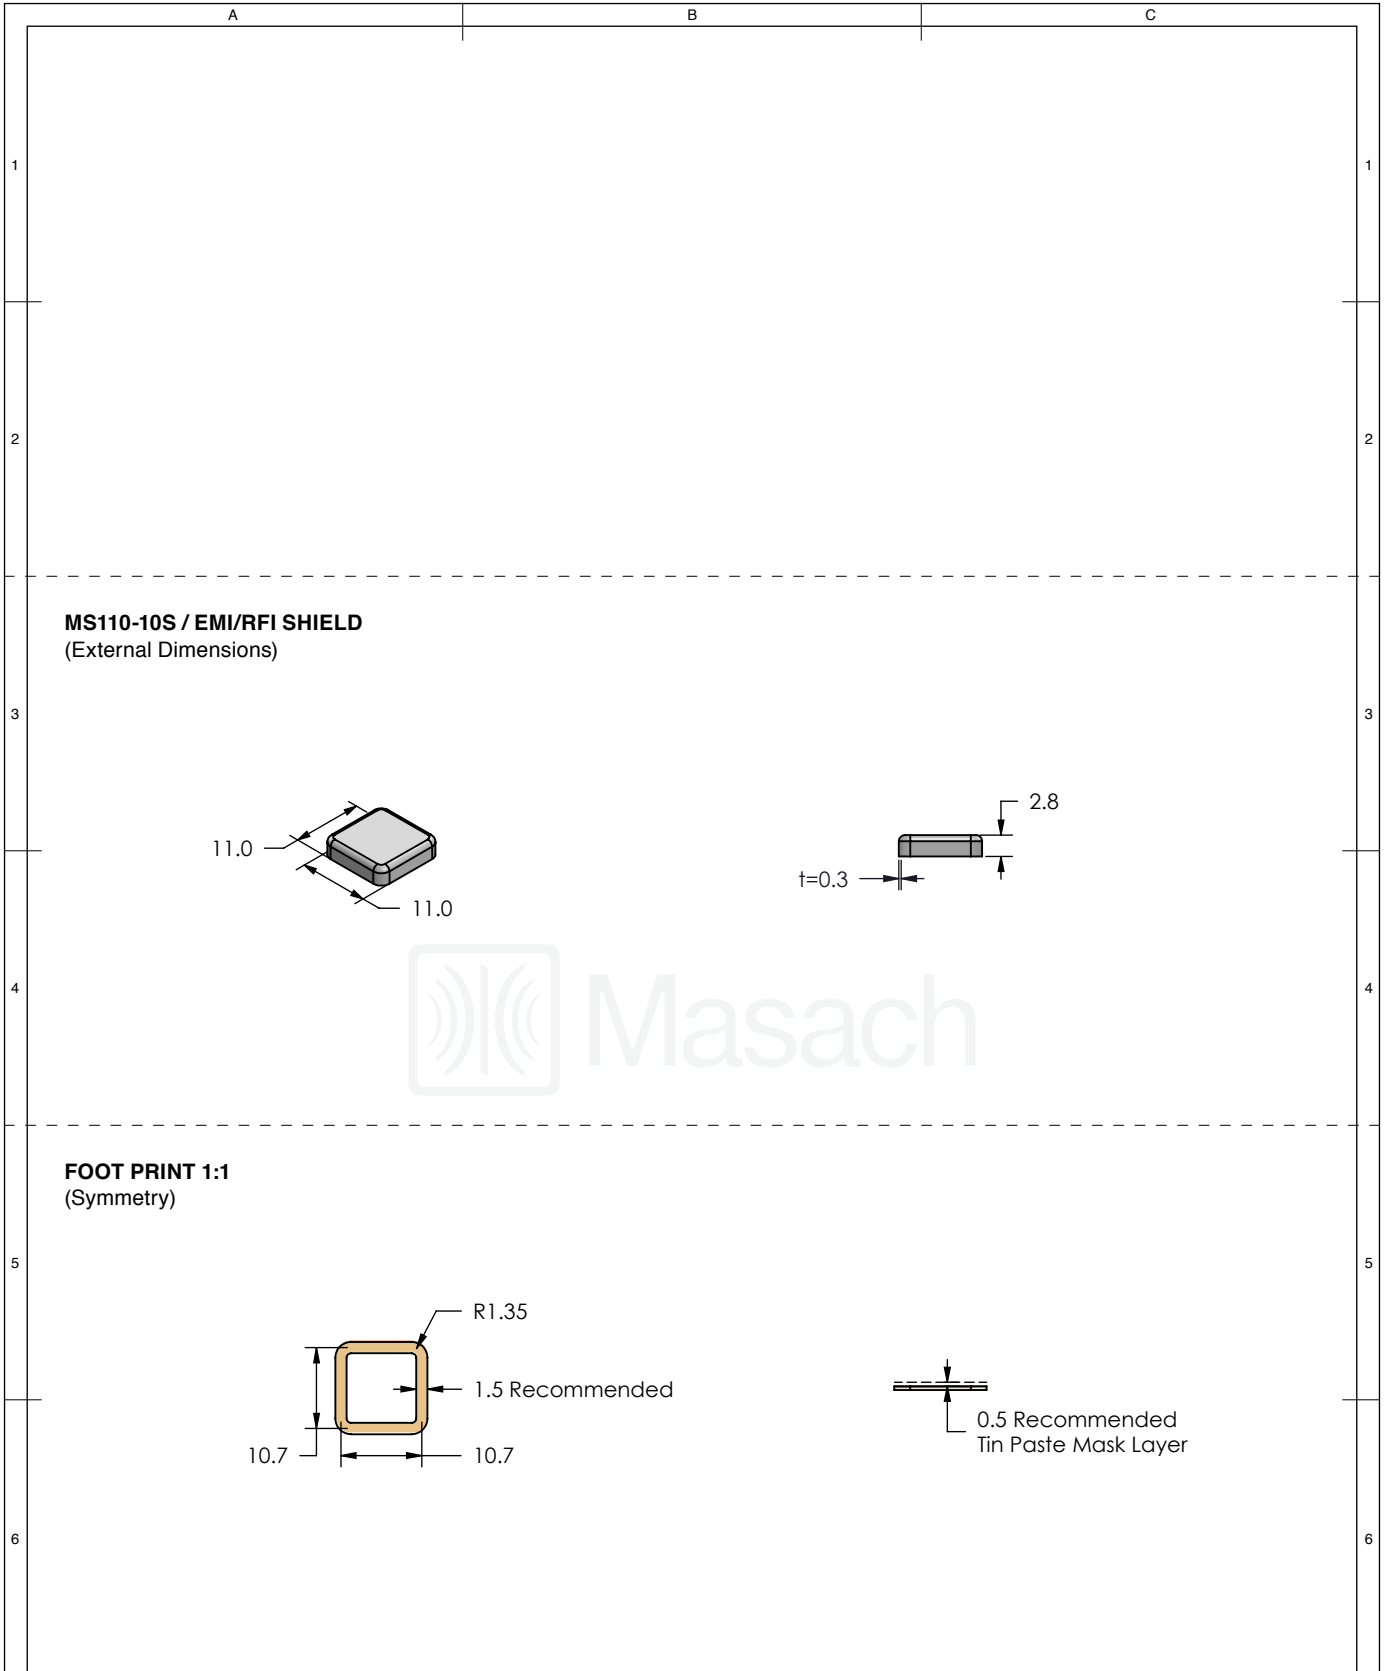 A B C
1 1
2 2
MS110-10S / EMI/RFI SHIELD
(External Dimensions)
3 3
2.8
11.0
t=0.3
11.0
Masach
4 4
FOOT PRINT 1:1
(Symmetry)
5 5
R1.35
1.5 Recommended
0.5 Recommended
Tin Paste Mask Layer
10.7 10.7
6 6